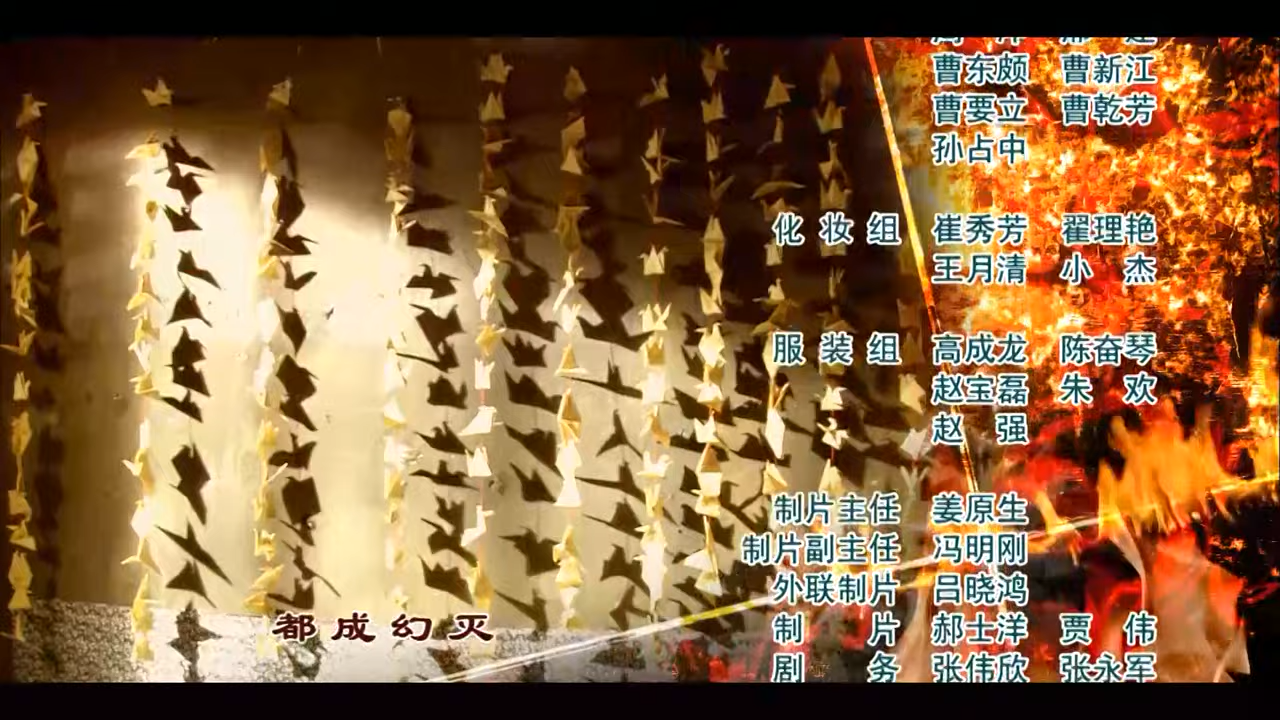 曹东颇 曹新江
曹要立 曹乾芳
孙占中
化妆组 崔秀芳 翟理艳
王月清 小杰
服装组 高成龙 陈奋琴
赵宝磊 朱欢
赵强
制片主任 姜原生
制片副主任 冯明刚
外联制片 吕晓鸿
制片 郝士洋 贾伟
剧务 张伟欣 张永军
都成幻灭